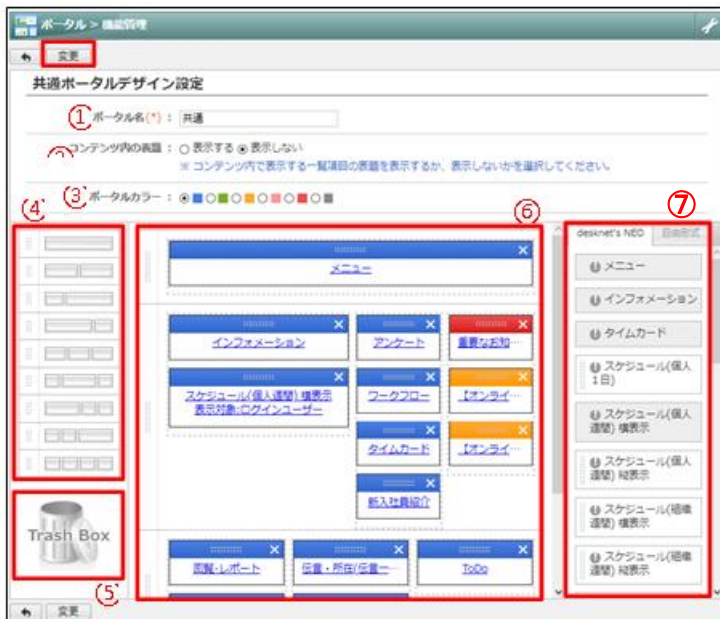 ポータル > 機能管理
変更
共通ポータルデザイン設定
① ポータル名(*)： 共通
コンテンツ内の表題： 表示する 表示しない
※ コンテンツ内で表示する一覧項目の表題を表示するか、表示しないかを選択してください。
③ ポータルカラー：
④
⑤
Trash Box
⑥
メニュー
インフォメーション
アンケート
重要なお知…
スケジュール(個人週間) 横表示
表示対象:ログインユーザー
ワークフロー
【オンライ…
タイムカード
【オンライ…
新入社員紹介
回覧･レポート
伝言・所在(伝言一…
ToDo
⑦
desknet's NEO
自由形式
メニュー
インフォメーション
タイムカード
スケジュール(個人
1日)
スケジュール(個人
週間) 横表示
スケジュール(個人
週間) 縦表示
スケジュール(組織
週間) 横表示
スケジュール(組織
週間) 縦表示
変更